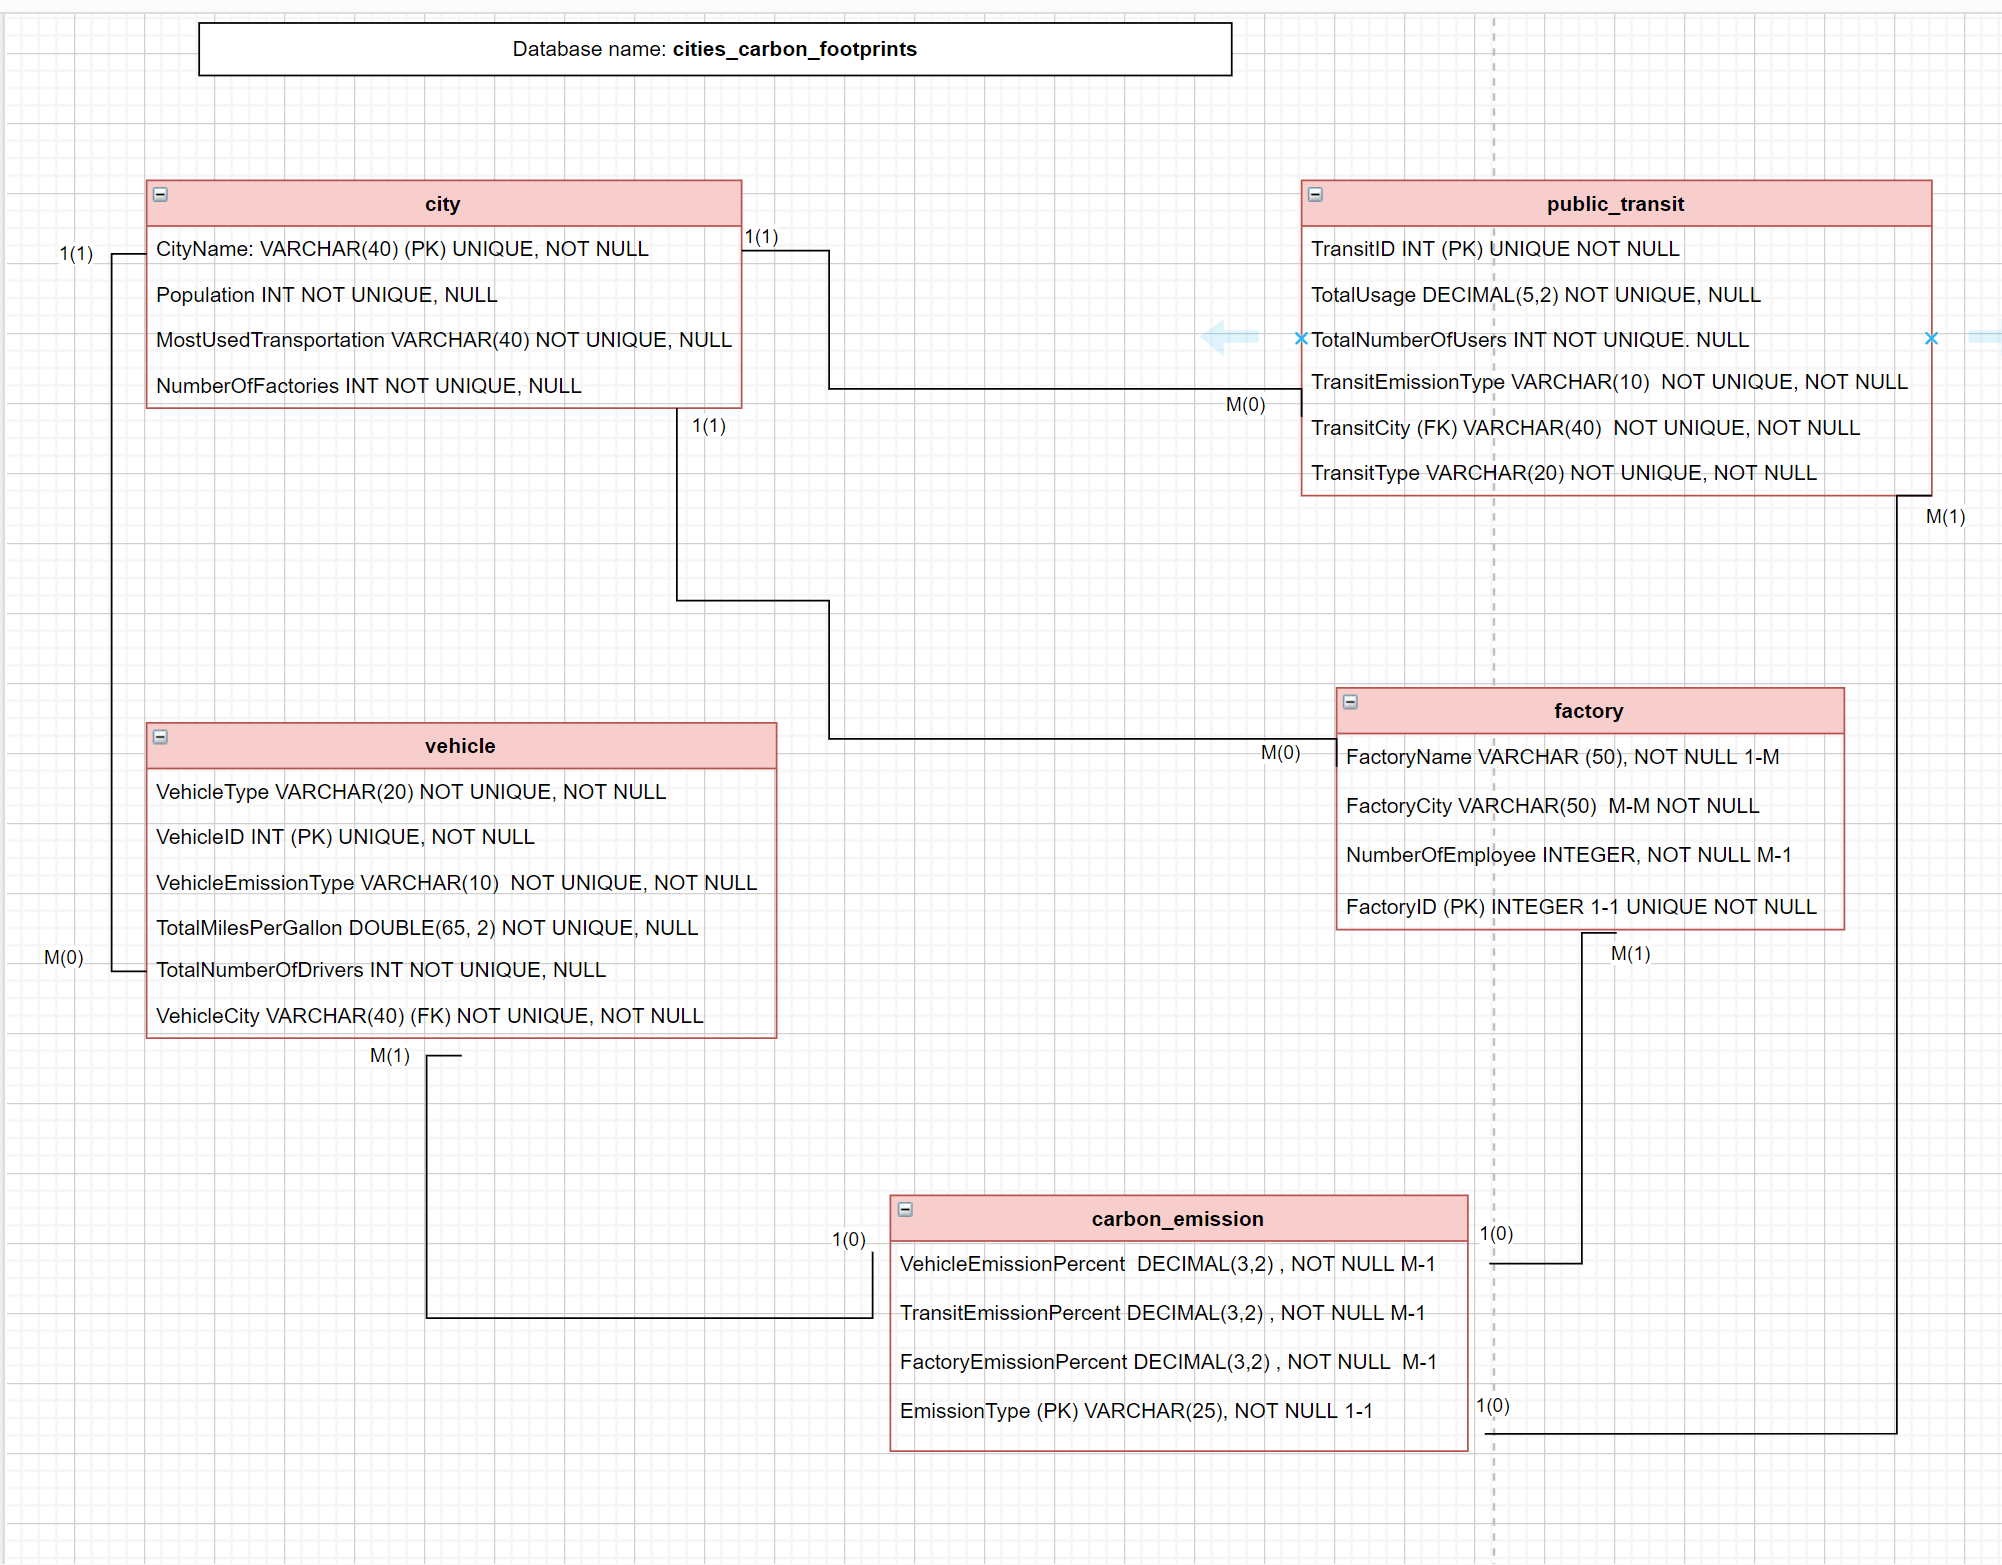 Database name: cities_carbon_footprints
city
CityName: VARCHAR(40) (PK) UNIQUE, NOT NULL
Population INT NOT UNIQUE, NULL
MostUsedTransportation VARCHAR(40) NOT UNIQUE, NULL
NumberOfFactories INT NOT UNIQUE, NULL
1(1)
1(1)
1(1)
public_transit
TransitID INT (PK) UNIQUE NOT NULL
TotalUsage DECIMAL(5,2) NOT UNIQUE, NULL
TotalNumberOfUsers INT NOT UNIQUE. NULL
TransitEmissionType VARCHAR(10)  NOT UNIQUE, NOT NULL
TransitCity (FK) VARCHAR(40)  NOT UNIQUE, NOT NULL
TransitType VARCHAR(20) NOT UNIQUE, NOT NULL
M(0)
M(1)
vehicle
VehicleType VARCHAR(20) NOT UNIQUE, NOT NULL
VehicleID INT (PK) UNIQUE, NOT NULL
VehicleEmissionType VARCHAR(10)  NOT UNIQUE, NOT NULL
TotalMilesPerGallon DOUBLE(65, 2) NOT UNIQUE, NULL
TotalNumberOfDrivers INT NOT UNIQUE, NULL
VehicleCity VARCHAR(40) (FK) NOT UNIQUE, NOT NULL
M(0)
M(1)
factory
FactoryName VARCHAR (50), NOT NULL 1-M
FactoryCity VARCHAR(50)  M-M NOT NULL
NumberOfEmployee INTEGER, NOT NULL M-1
FactoryID (PK) INTEGER 1-1 UNIQUE NOT NULL
M(0)
M(1)
carbon_emission
VehicleEmissionPercent  DECIMAL(3,2) , NOT NULL M-1
TransitEmissionPercent DECIMAL(3,2) , NOT NULL M-1
FactoryEmissionPercent DECIMAL(3,2) , NOT NULL  M-1
EmissionType (PK) VARCHAR(25), NOT NULL 1-1
1(0)
1(0)
1(0)